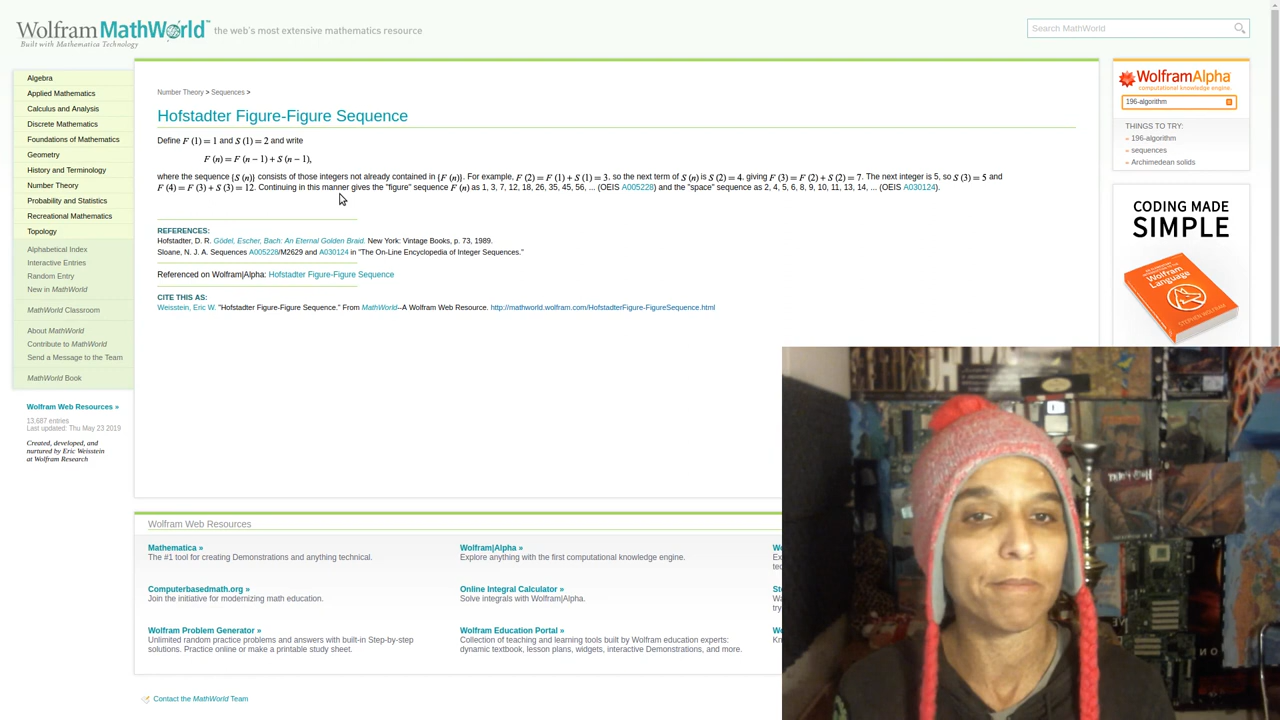 Wolfram MathWorld™ the web's most extensive mathematics resource
Built with Mathematica Technology
Search MathWorld
Algebra
Applied Mathematics
Calculus and Analysis
Discrete Mathematics
Foundations of Mathematics
Geometry
History and Terminology
Number Theory
Probability and Statistics
Recreational Mathematics
Topology
Alphabetical Index
Interactive Entries
Random Entry
New in MathWorld
MathWorld Classroom
About MathWorld
Contribute to MathWorld
Send a Message to the Team
MathWorld Book
Wolfram Web Resources »
13,687 entries
Last updated: Thu May 23 2019
Created, developed, and
nurtured by Eric Weisstein
at Wolfram Research
Number Theory > Sequences >
Hofstadter Figure-Figure Sequence
Define F (1) = 1 and S (1) = 2 and write
F (n) = F (n − 1) + S (n − 1),
where the sequence {S (n)} consists of those integers not already contained in {F (n)}. For example, F (2) = F (1) + S (1) = 3, so the next term of S (n) is S (2) = 4, giving F (3) = F (2) + S (2) = 7. The next integer is 5, so S (3) = 5 and
F (4) = F (3) + S (3) = 12. Continuing in this manner gives the "figure" sequence F (n) as 1, 3, 7, 12, 18, 26, 35, 45, 56, ... (OEIS A005228) and the "space" sequence as 2, 4, 5, 6, 8, 9, 10, 11, 13, 14, ... (OEIS A030124).
REFERENCES:
Hofstadter, D. R. Gödel, Escher, Bach: An Eternal Golden Braid. New York: Vintage Books, p. 73, 1989.
Sloane, N. J. A. Sequences A005228/M2629 and A030124 in "The On-Line Encyclopedia of Integer Sequences."
Referenced on Wolfram|Alpha: Hofstadter Figure-Figure Sequence
CITE THIS AS:
Weisstein, Eric W. "Hofstadter Figure-Figure Sequence." From MathWorld--A Wolfram Web Resource. http://mathworld.wolfram.com/HofstadterFigure-FigureSequence.html
WolframAlpha
computational knowledge engine.
196-algorithm
THINGS TO TRY:
» 196-algorithm
» sequences
» Archimedean solids
CODING MADE
SIMPLE
Wolfram
Language
STEPHEN WOLFRAM
Wolfram Web Resources
Mathematica »
The #1 tool for creating Demonstrations and anything technical.
Wolfram|Alpha »
Explore anything with the first computational knowledge engine.
Computerbasedmath.org »
Join the initiative for modernizing math education.
Online Integral Calculator »
Solve integrals with Wolfram|Alpha.
Wolfram Problem Generator »
Unlimited random practice problems and answers with built-in Step-by-step
solutions. Practice online or make a printable study sheet.
Wolfram Education Portal »
Collection of teaching and learning tools built by Wolfram education experts:
dynamic textbook, lesson plans, widgets, interactive Demonstrations, and more.
Contact the MathWorld Team